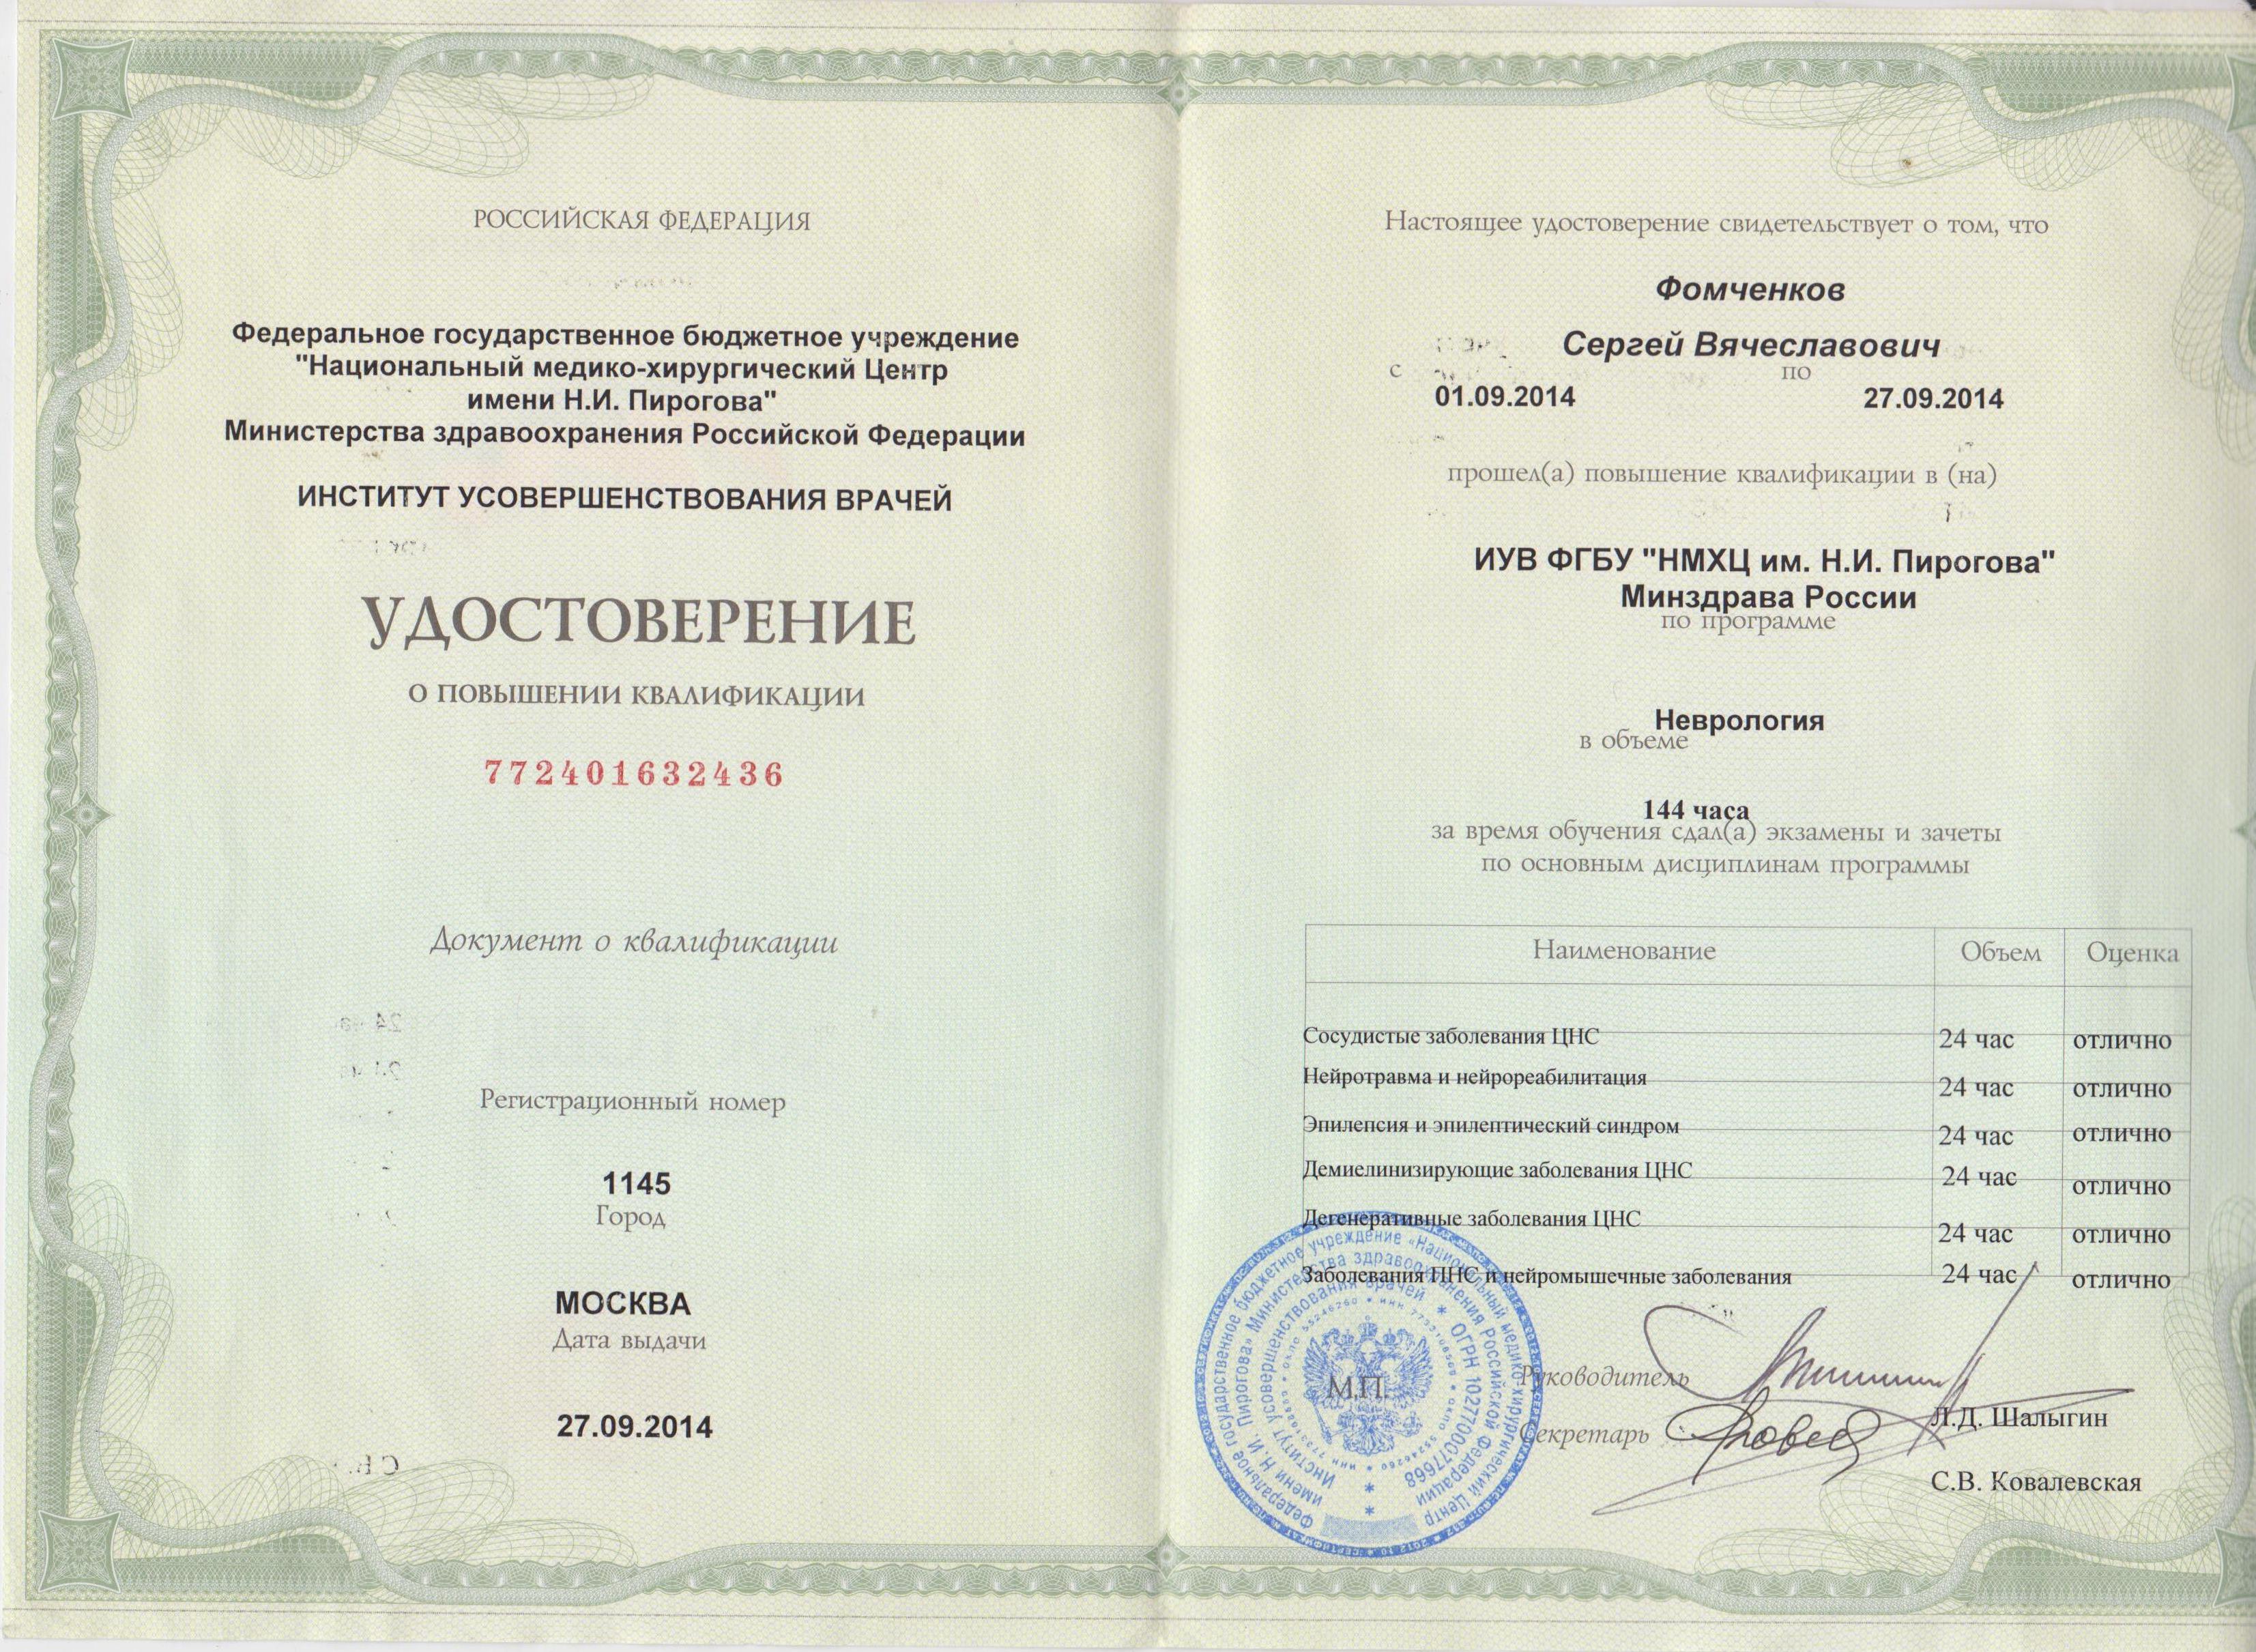 РОССИЙСКАЯ ФЕДЕРАЦИЯ
Федеральное государственное бюджетное учреждение
"Национальный медико-хирургический Центр
имени Н.И. Пирогова"
Министерства здравоохранения Российской Федерации
ИНСТИТУТ УСОВЕРШЕНСТВОВАНИЯ ВРАЧЕЙ
УДОСТОВЕРЕНИЕ
О ПОВЫШЕНИИ КВАЛИФИКАЦИИ
772401632436
Документ о квалификации
Регистрационный номер
1145
Город
МОСКВА
Дата выдачи
27.09.2014
Настоящее удостоверение свидетельствует о том, что
Фомченков
Сергей Вячеславович
с по
01.09.2014 27.09.2014
прошел(а) повышение квалификации в (на)
ИУВ ФГБУ "НМХЦ им. Н.И. Пирогова"
Минздрава России
по программе
Неврология
в объеме
144 часа
за время обучения сдал(а) экзамены и зачеты
по основным дисциплинам программы
Наименование Объем Оценка
Сосудистые заболевания ЦНС 24 час отлично
Нейротравма и нейрореабилитация 24 час отлично
Эпилепсия и эпилептический синдром 24 час отлично
Демиелинизирующие заболевания ЦНС 24 час отлично
Дегенеративные заболевания ЦНС 24 час отлично
Заболевания ПНС и нейромышечные заболевания 24 час отлично
Федеральное государственное бюджетное учреждение «Национальный медико-хирургический Центр
имени Н.И. Пирогова» Министерства здравоохранения Российской Федерации
Институт усовершенствования врачей * ОГРН 1027700077668
М.П.
Руководитель
Л.Д. Шалыгин
Секретарь
С.В. Ковалевская